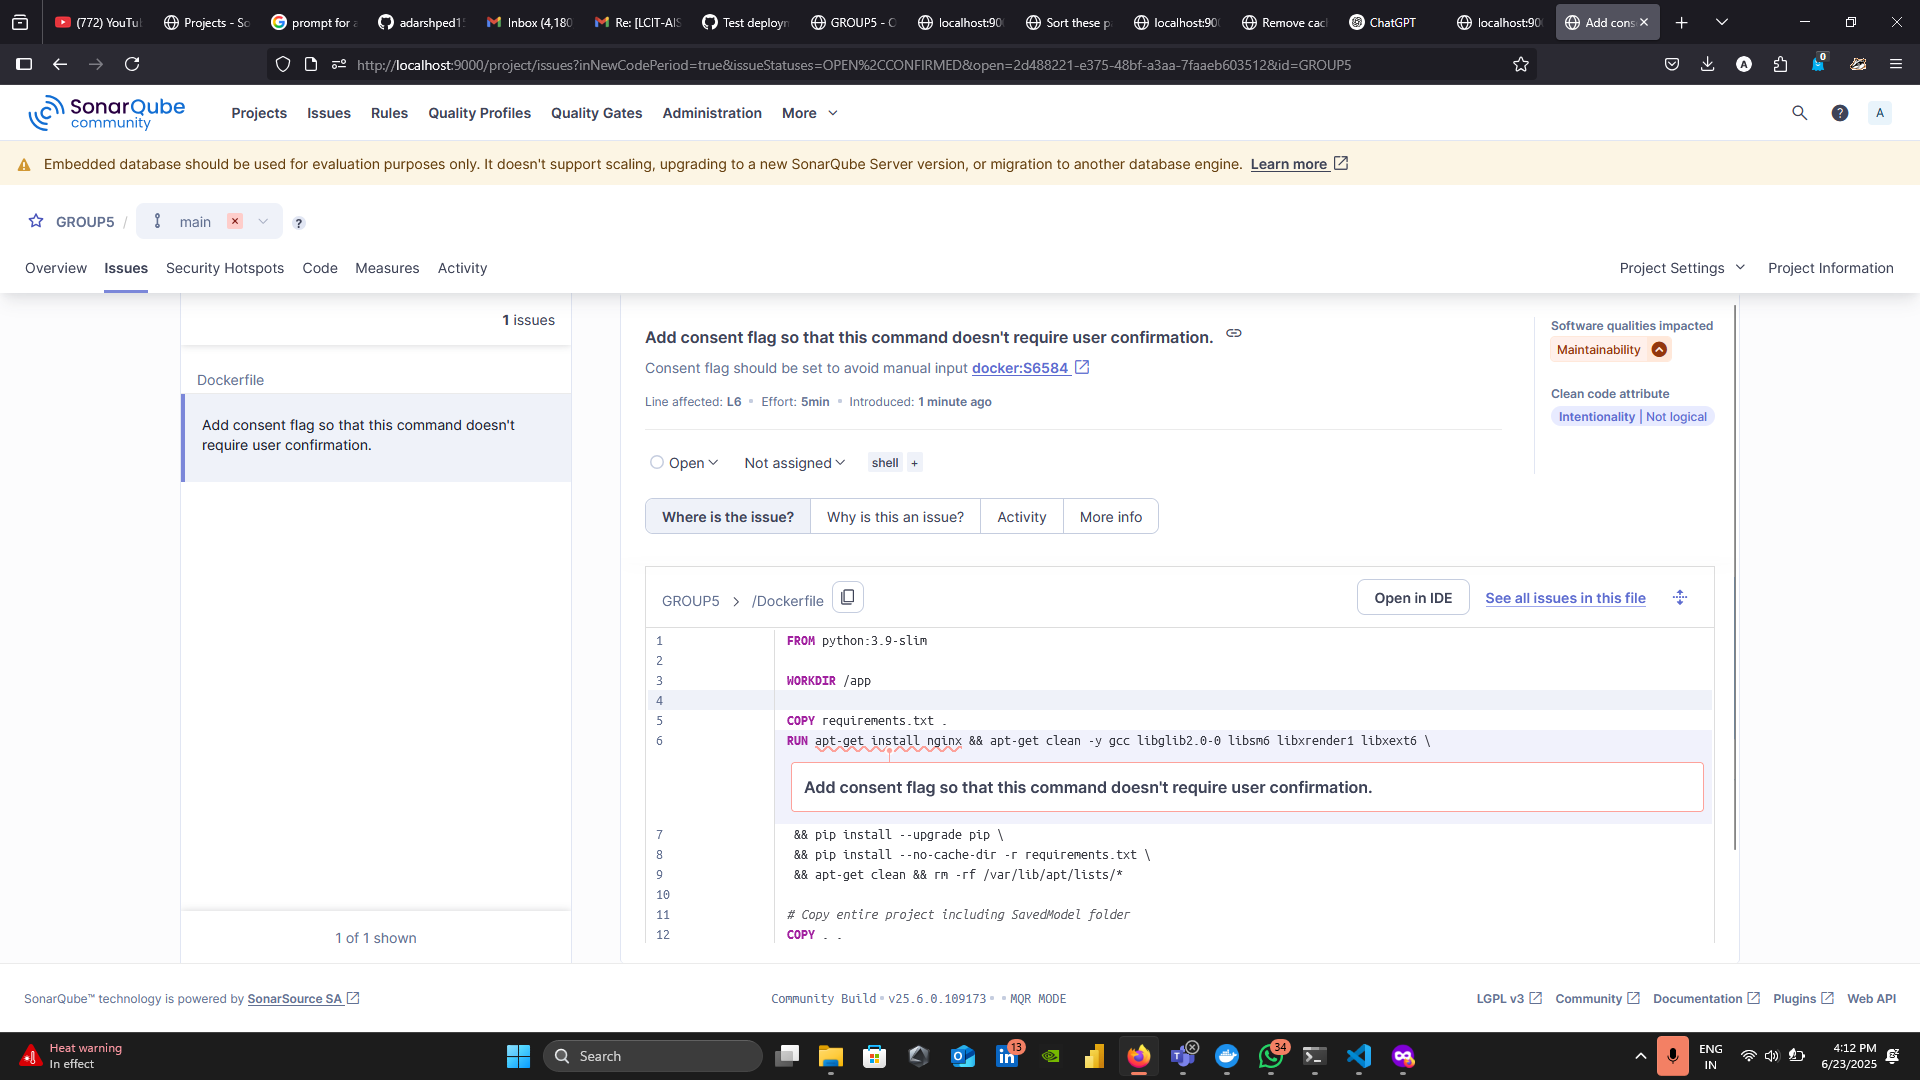 (772) YouTu
Projects - So
prompt for a
adarshped15
Inbox (4,180
Re: [LCIT-AIS
Test deploym
GROUP5 - O
localhost:900
Sort these p
localhost:900
Remove cac
ChatGPT
localhost:900
Add cons
http://localhost:9000/project/issues?inNewCodePeriod=true&issueStatuses=OPEN%2CCONFIRMED&open=2d488221-e375-48bf-a3aa-7faaeb603512&id=GROUP5
A
0
SonarQube
community
Projects
Issues
Rules
Quality Profiles
Quality Gates
Administration
More
?
A
Embedded database should be used for evaluation purposes only. It doesn't support scaling, upgrading to a new SonarQube Server version, or migration to another database engine. Learn more
GROUP5 / main ?
Overview
Issues
Security Hotspots
Code
Measures
Activity
Project Settings
Project Information
1 issues
Dockerfile
Add consent flag so that this command doesn't
require user confirmation.
1 of 1 shown
Add consent flag so that this command doesn't require user confirmation.
Consent flag should be set to avoid manual input docker:S6584
Line affected: L6 • Effort: 5min • Introduced: 1 minute ago
Software qualities impacted
Maintainability
Clean code attribute
Intentionality | Not logical
Open
Not assigned
shell +
Where is the issue?
Why is this an issue?
Activity
More info
GROUP5 > /Dockerfile
Open in IDE
See all issues in this file
1 FROM python:3.9-slim
2
3 WORKDIR /app
4
5 COPY requirements.txt .
6 RUN apt-get install nginx && apt-get clean -y gcc libglib2.0-0 libsm6 libxrender1 libxext6 \
Add consent flag so that this command doesn't require user confirmation.
7 && pip install --upgrade pip \
8 && pip install --no-cache-dir -r requirements.txt \
9 && apt-get clean && rm -rf /var/lib/apt/lists/*
10
11 # Copy entire project including SavedModel folder
12 COPY . .
SonarQube™ technology is powered by SonarSource SA
Community Build • v25.6.0.109173 • • MQR MODE
LGPL v3
Community
Documentation
Plugins
Web API
Heat warning
In effect
Search
13
34
ENG
IN
4:12 PM
6/23/2025